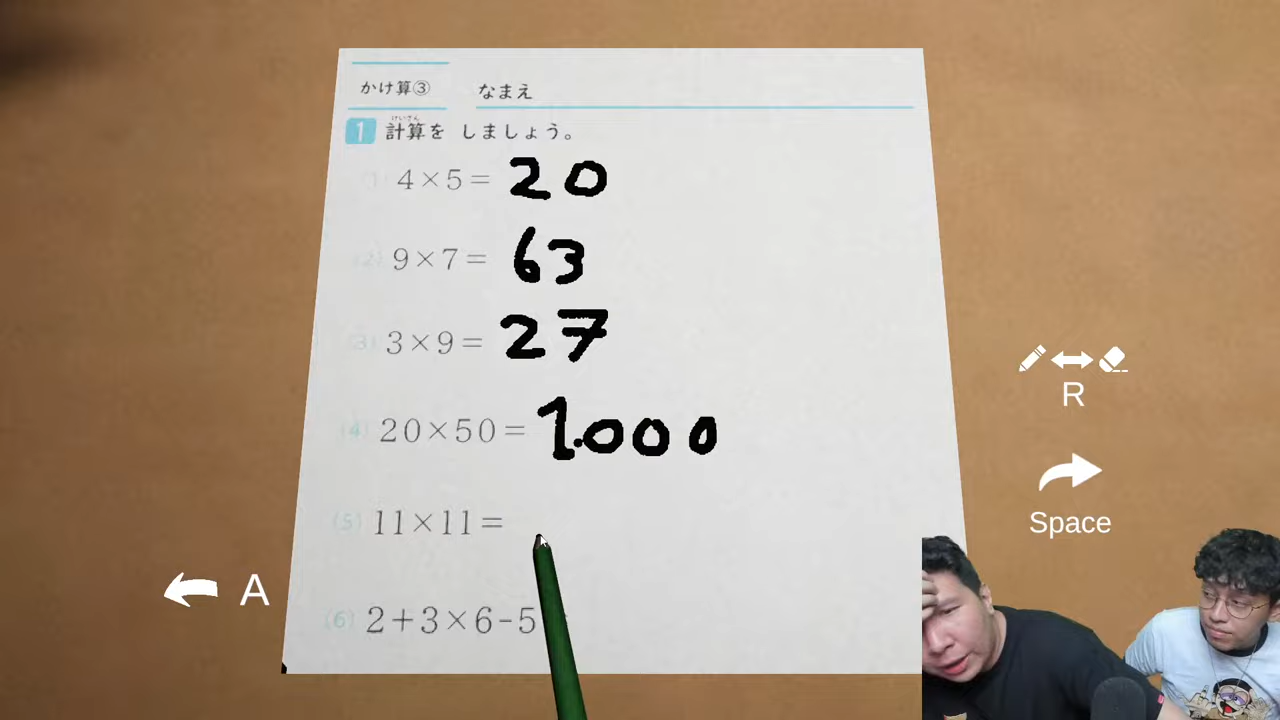 かけ算③ なまえ
1 計算を しましょう。
けいさん
(1) 4×5= 20
(2) 9×7= 63
(3) 3×9= 27
(4) 20×50= 1.000
(5) 11×11=
(6) 2+3×6-5
R
Space
A